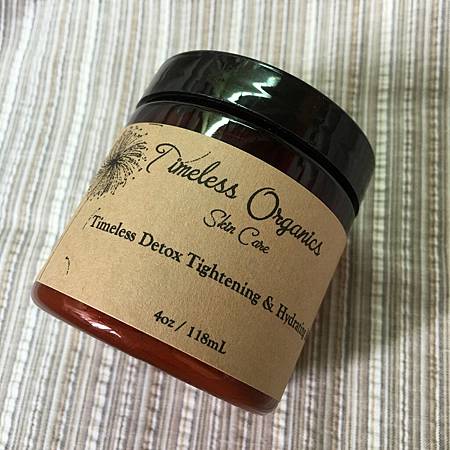 Timeless Organics
Skin Care
Timeless Detox Tightening & Hydrating
4oz / 118mL